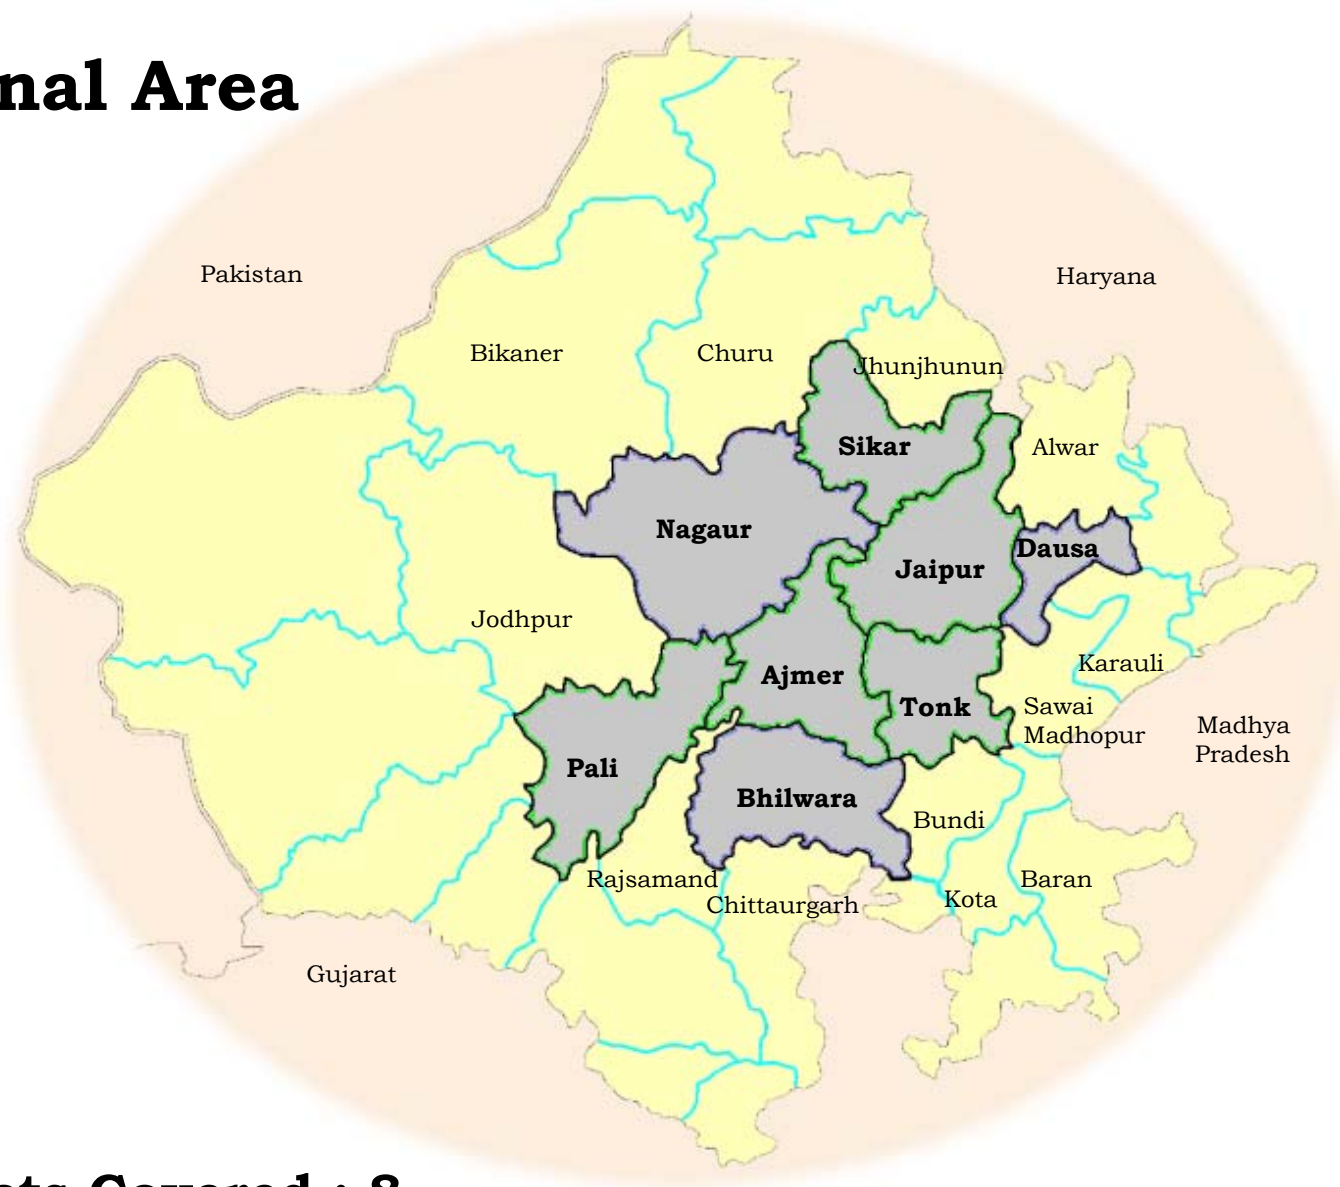 nal Area
Pakistan
Haryana
Bikaner
Churu
Jhunjhunun
Sikar
Alwar
Nagaur
Dausa
Jaipur
Jodhpur
Karauli
Ajmer
Tonk
Sawai
Madhopur
Madhya
Pradesh
Pali
Bhilwara
Bundi
Rajsamand
Baran
Kota
Chittaurgarh
Gujarat